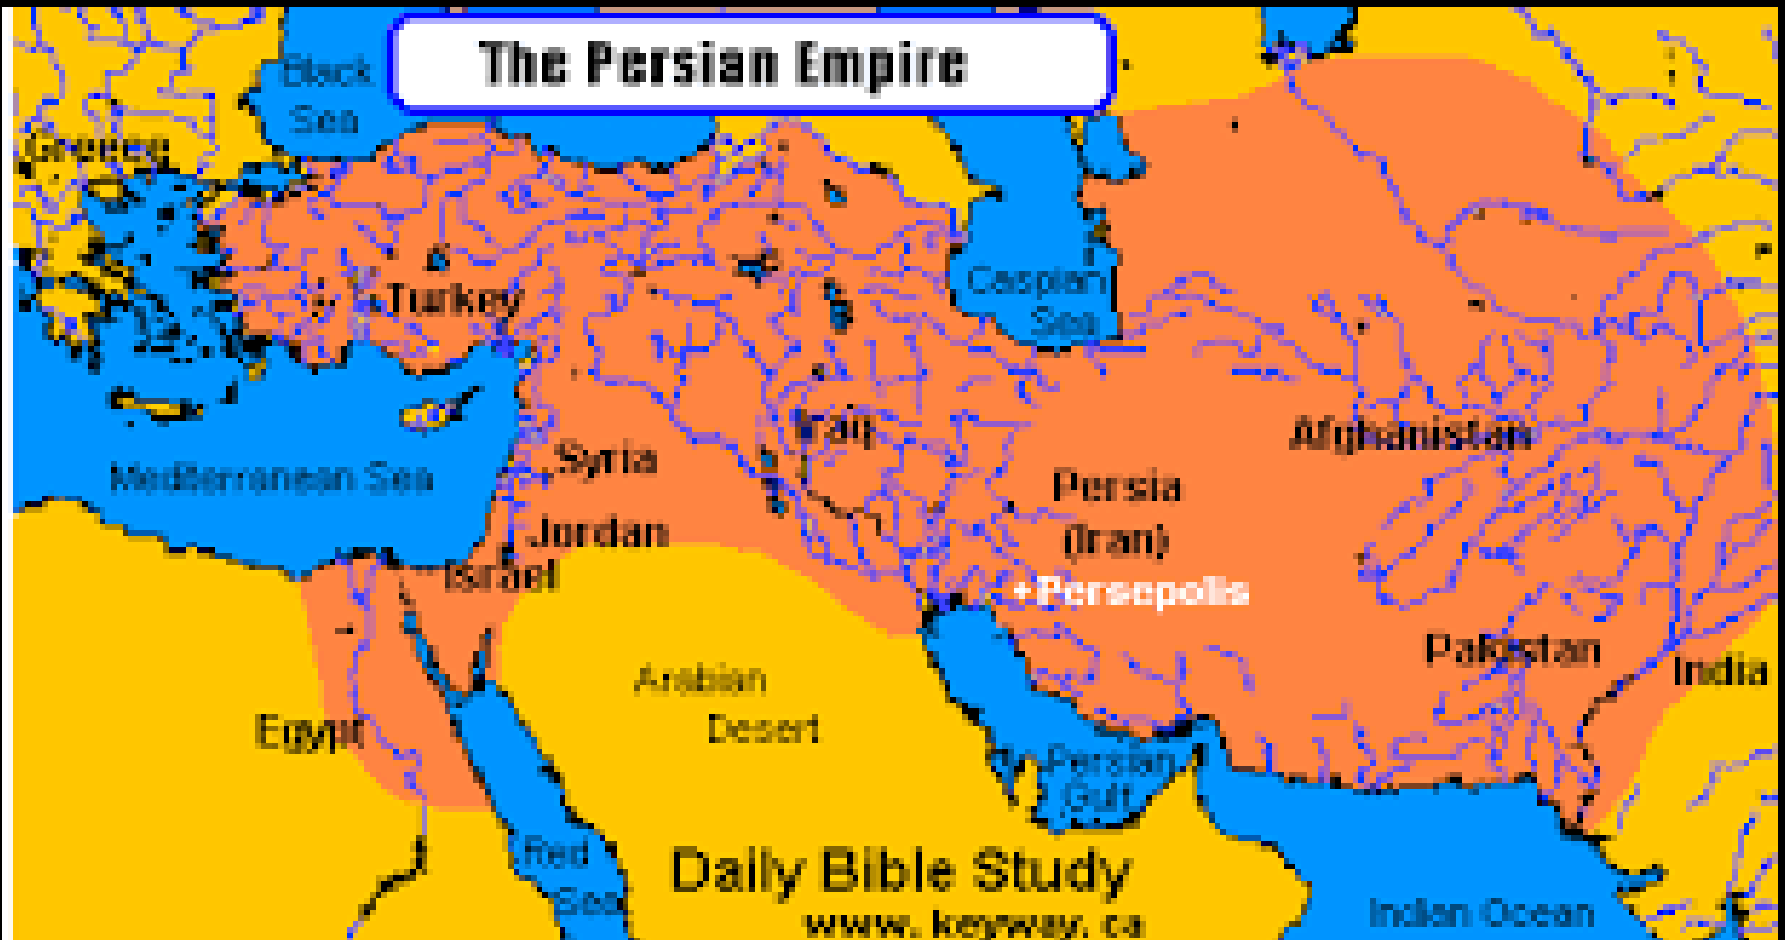 The Persian Empire
Black
Sea
Greece
Caspian
Sea
Turkey
Iraq
Afghanistan
Syria
Mediterranean Sea
Persia
(Iran)
Jordan
Israel
+Persepolis
Pakistan
India
Arabian
Desert
Egypt
Persian
Gulf
Red
Sea
Daily Bible Study
www.keyway.ca
Indian Ocean